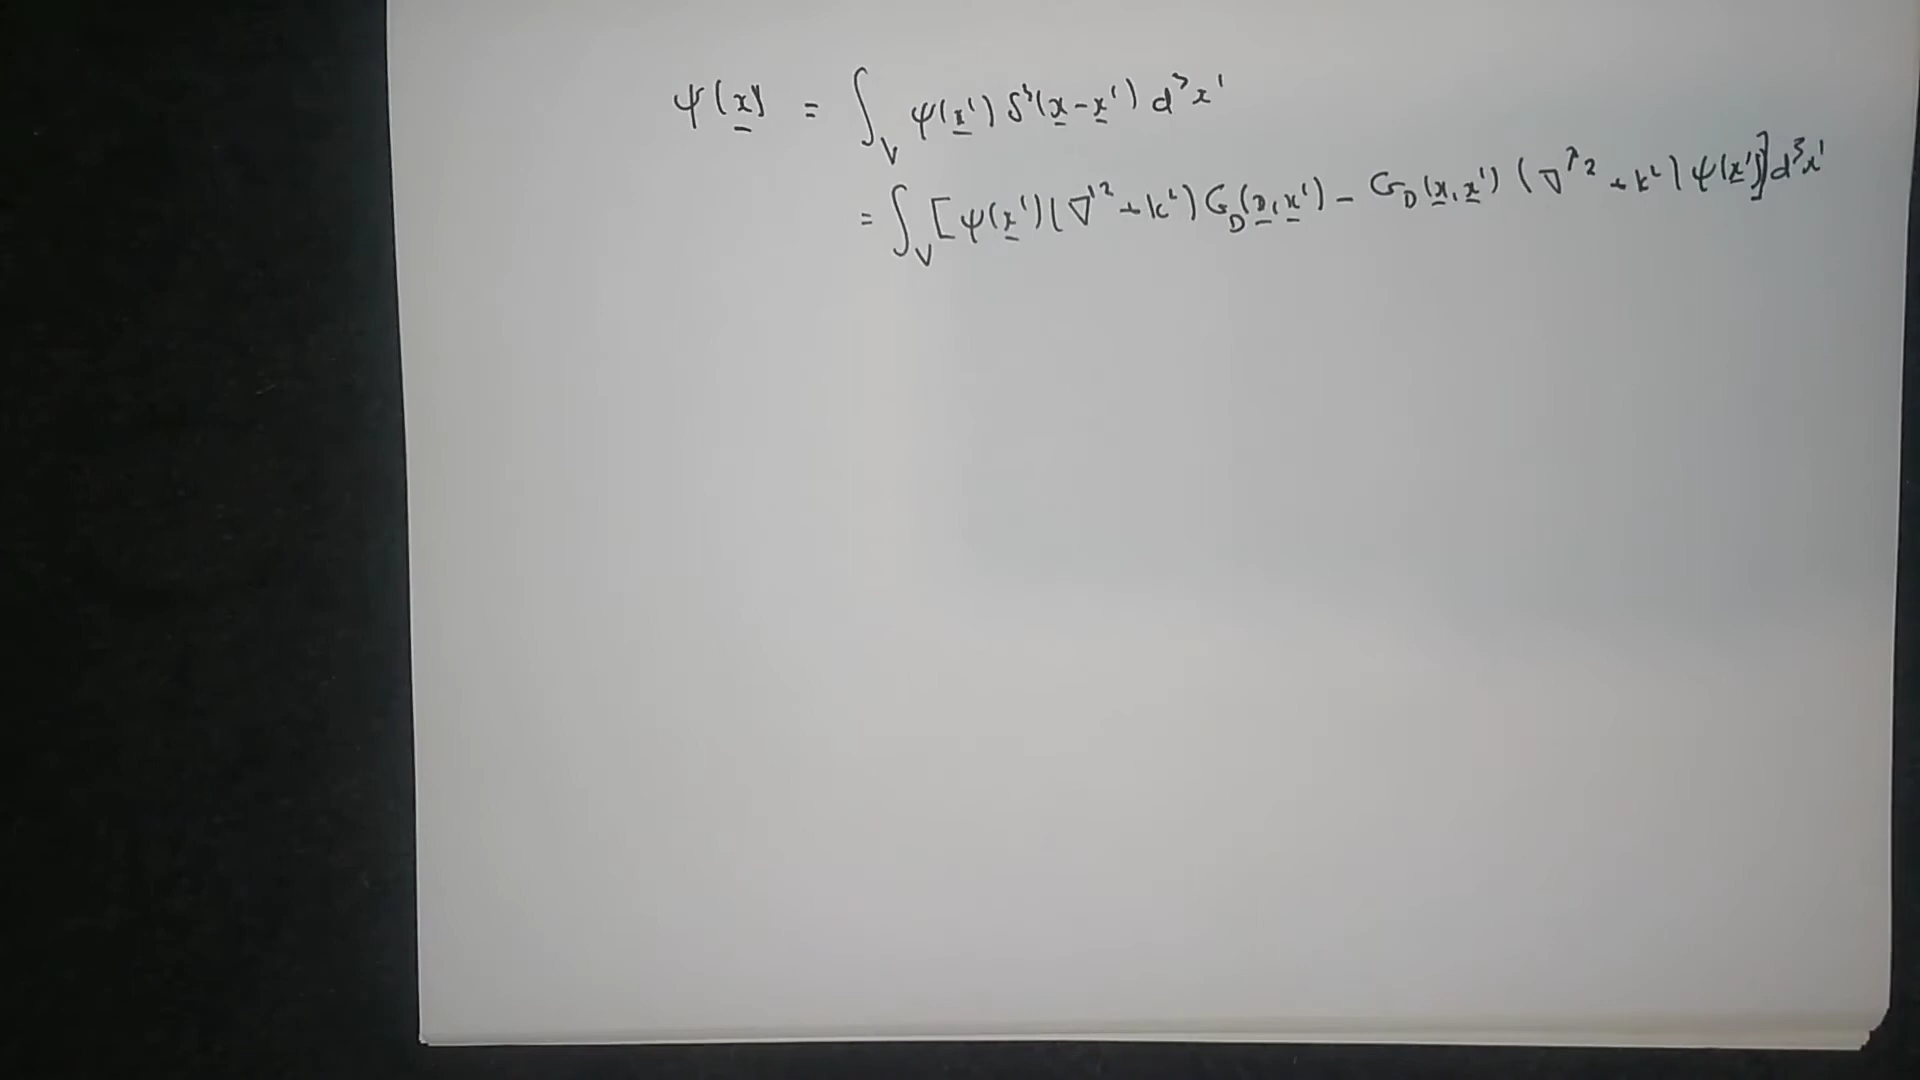 ψ(x) = ∫_V ψ(x') δ³(x-x') d³x'
= ∫_V [ψ(x')(∇'² + k²) G_D(x, x') - G_D(x, x') (∇'² + k²) ψ(x')] d³x'